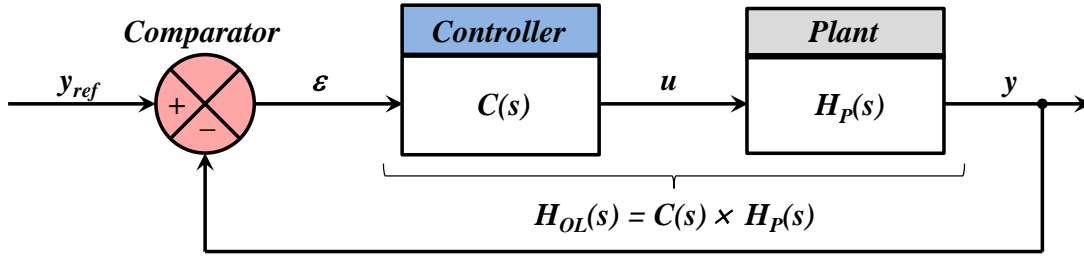 Comparator
Controller
Plant
y_ref
+
−
ε
C(s)
u
H_P(s)
y
H_OL(s) = C(s) × H_P(s)